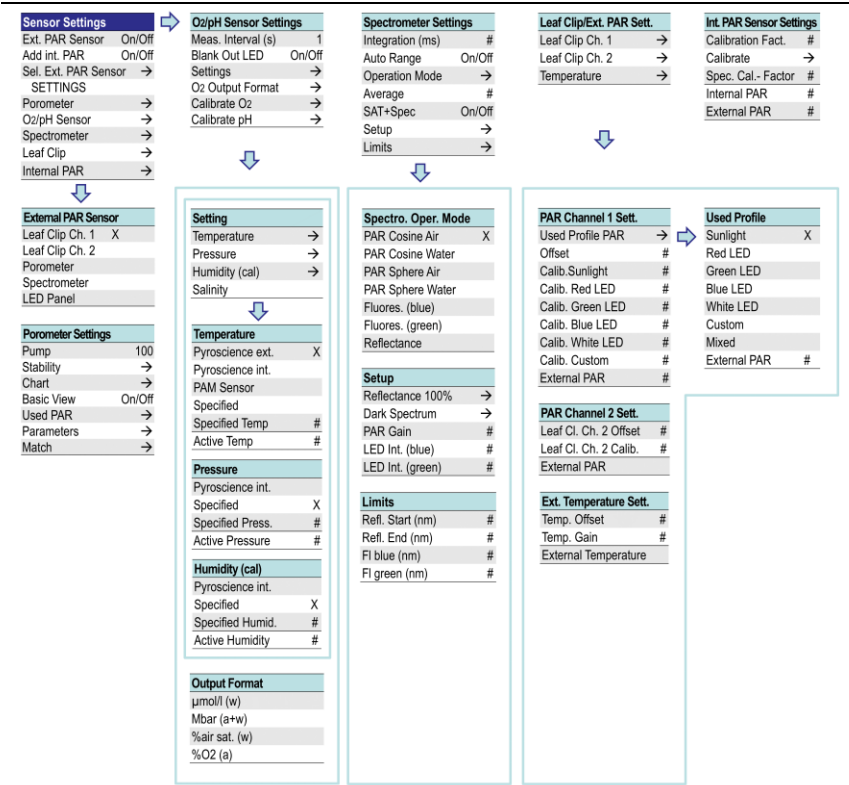 Sensor Settings
Ext. PAR Sensor On/Off
Add int. PAR On/Off
Sel. Ext. PAR Sensor →
SETTINGS
Porometer →
O2/pH Sensor →
Spectrometer →
Leaf Clip →
Internal PAR →
External PAR Sensor
Leaf Clip Ch. 1 X
Leaf Clip Ch. 2
Porometer
Spectrometer
LED Panel
Porometer Settings
Pump 100
Stability →
Chart →
Basic View On/Off
Used PAR →
Parameters →
Match →
O2/pH Sensor Settings
Meas. Interval (s) 1
Blank Out LED On/Off
Settings →
O2 Output Format →
Calibrate O2 →
Calibrate pH →
Setting
Temperature →
Pressure →
Humidity (cal) →
Salinity
Temperature
Pyroscience ext. X
Pyroscience int.
PAM Sensor
Specified
Specified Temp #
Active Temp #
Pressure
Pyroscience int.
Specified X
Specified Press. #
Active Pressure #
Humidity (cal)
Pyroscience int.
Specified X
Specified Humid. #
Active Humidity #
Output Format
µmol/l (w)
Mbar (a+w)
%air sat. (w)
%O2 (a)
Spectrometer Settings
Integration (ms) #
Auto Range On/Off
Operation Mode →
Average #
SAT+Spec On/Off
Setup →
Limits →
Spectro. Oper. Mode
PAR Cosine Air X
PAR Cosine Water
PAR Sphere Air
PAR Sphere Water
Fluores. (blue)
Fluores. (green)
Reflectance
Setup
Reflectance 100% →
Dark Spectrum →
PAR Gain #
LED Int. (blue) #
LED Int. (green) #
Limits
Refl. Start (nm) #
Refl. End (nm) #
Fl blue (nm) #
Fl green (nm) #
Leaf Clip/Ext. PAR Sett.
Leaf Clip Ch. 1 →
Leaf Clip Ch. 2 →
Temperature →
PAR Channel 1 Sett.
Used Profile PAR →
Offset #
Calib.Sunlight #
Calib. Red LED #
Calib. Green LED #
Calib. Blue LED #
Calib. White LED #
Calib. Custom #
External PAR #
PAR Channel 2 Sett.
Leaf Cl. Ch. 2 Offset #
Leaf Cl. Ch. 2 Calib. #
External PAR
Ext. Temperature Sett.
Temp. Offset #
Temp. Gain #
External Temperature
Int. PAR Sensor Settings
Calibration Fact. #
Calibrate →
Spec. Cal.- Factor #
Internal PAR #
External PAR #
Used Profile
Sunlight X
Red LED
Green LED
Blue LED
White LED
Custom
Mixed
External PAR #